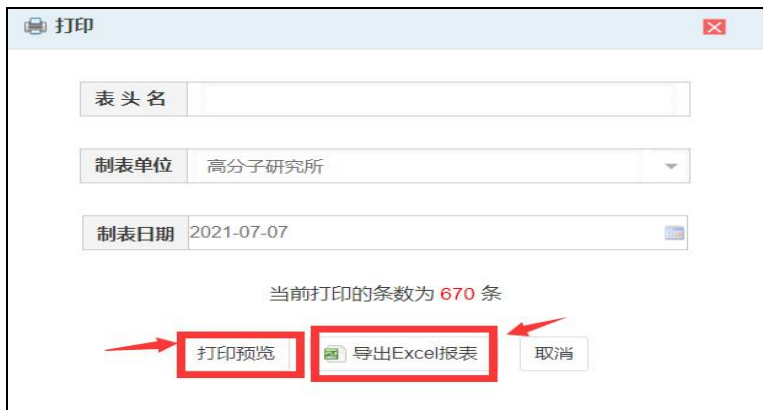 打印
表头名
制表单位 高分子研究所
制表日期 2021-07-07
当前打印的条数为 670 条
打印预览 导出Excel报表 取消